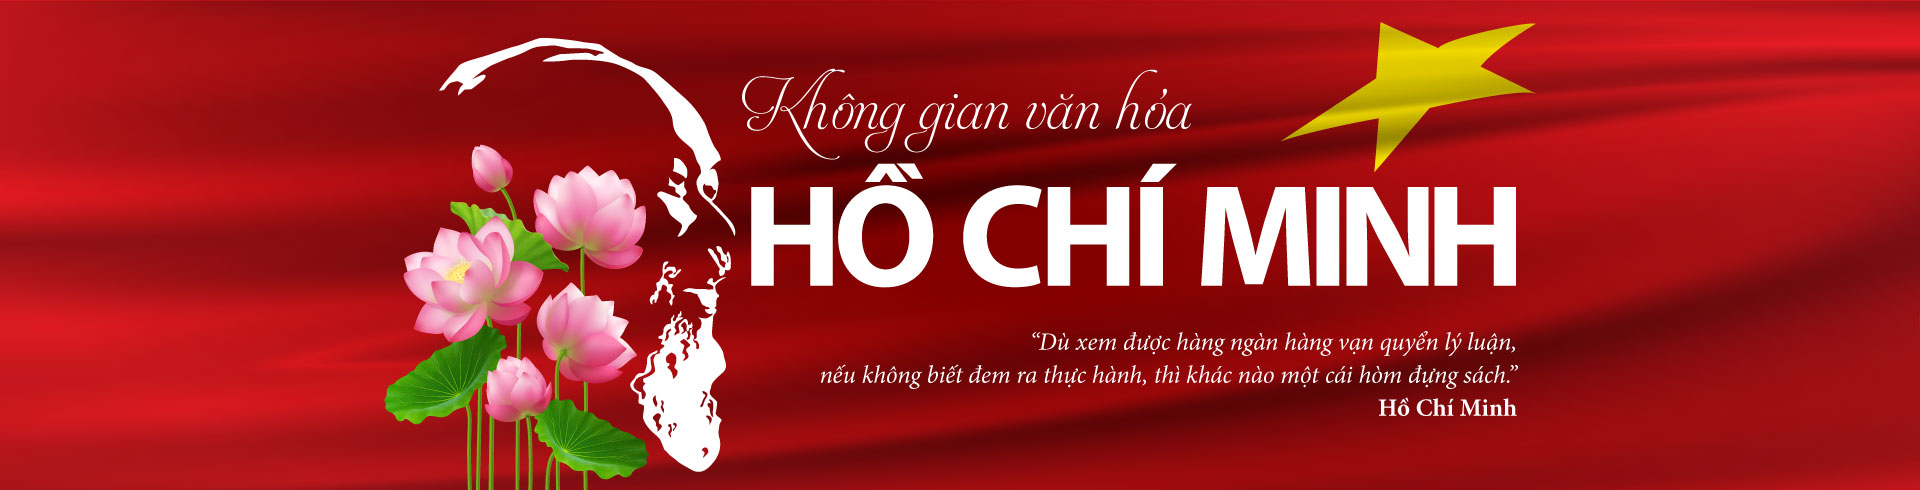 Không gian văn hỏa
HỒ CHÍ MINH
“Dù xem được hàng ngàn hàng vạn quyển lý luận,
nếu không biết đem ra thực hành, thì khác nào một cái hòm đựng sách.”
Hồ Chí Minh